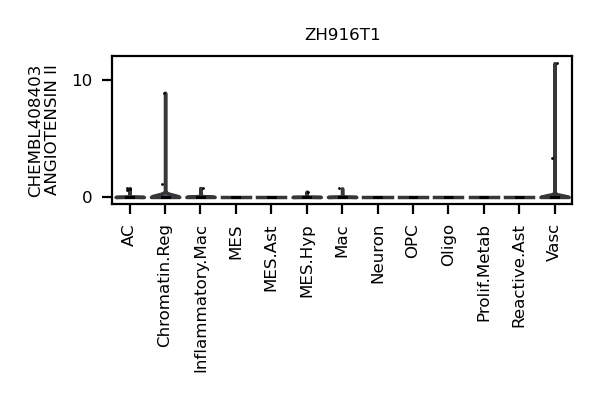 ZH916T1
CHEMBL408403
ANGIOTENSIN II
10
0
AC
Chromatin.Reg
Inflammatory.Mac
MES
MES.Ast
MES.Hyp
Mac
Neuron
OPC
Oligo
Prolif.Metab
Reactive.Ast
Vasc